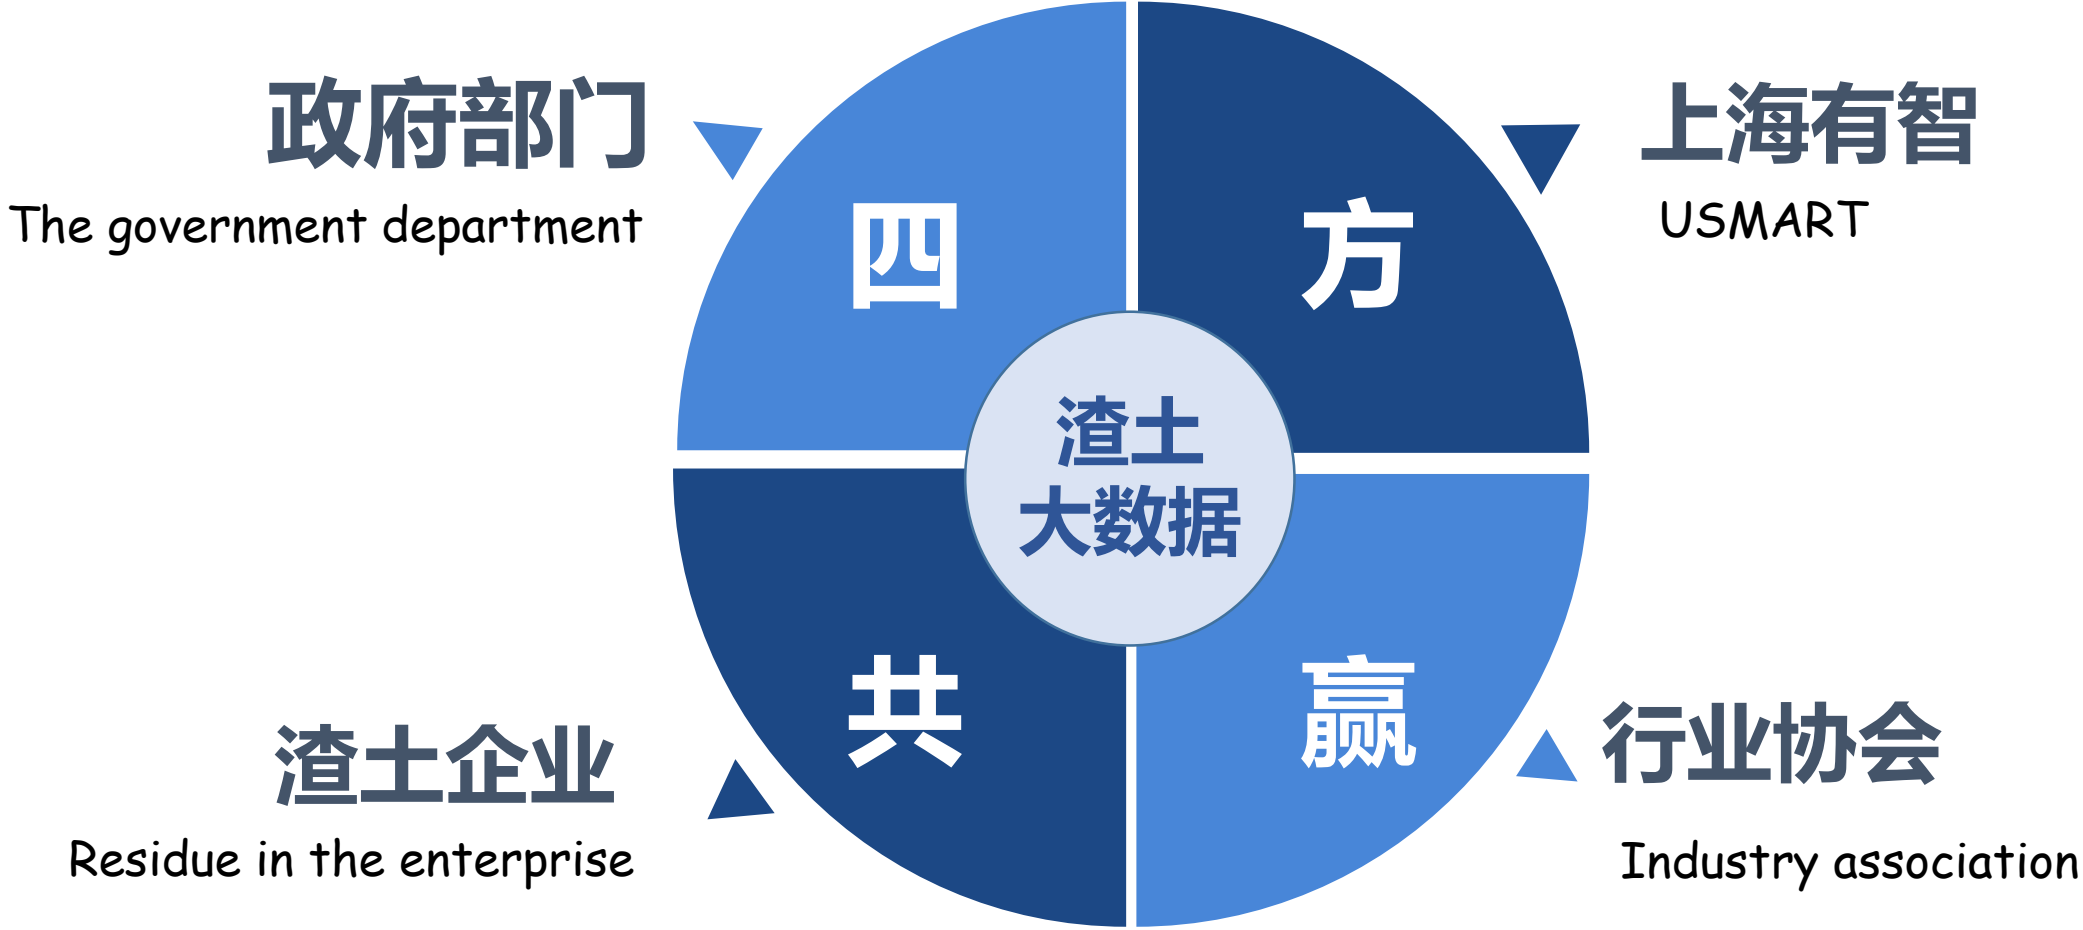 政府部门
The government department
上海有智
USMART
四
方
渣土
大数据
共
赢
渣土企业
Residue in the enterprise
行业协会
Industry association